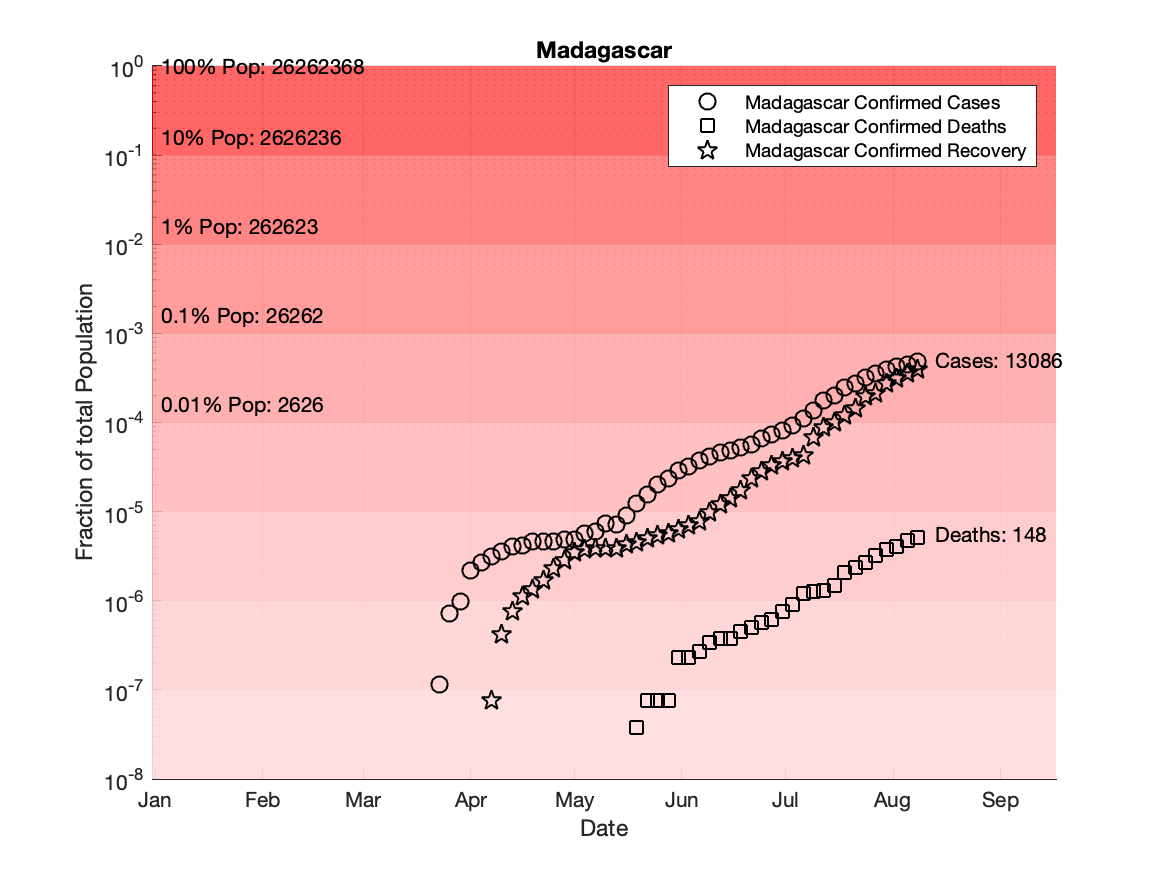 Madagascar
10^0
10^-1
10^-2
10^-3
10^-4
10^-5
10^-6
10^-7
10^-8
Fraction of total Population
100% Pop: 26262368
10% Pop: 2626236
1% Pop: 262623
0.1% Pop: 26262
0.01% Pop: 2626
Madagascar Confirmed Cases
Madagascar Confirmed Deaths
Madagascar Confirmed Recovery
Cases: 13086
Deaths: 148
Jan Feb Mar Apr May Jun Jul Aug Sep
Date